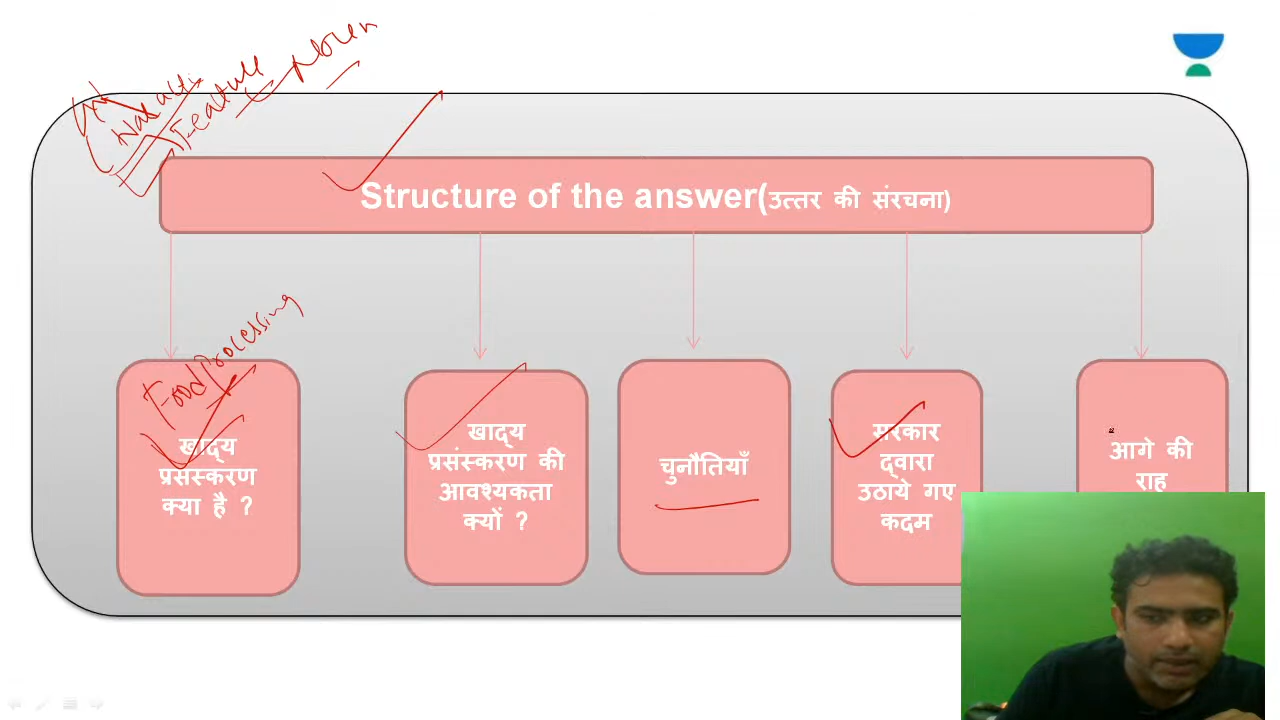 Feature
Structure of the answer(उत्तर की संरचना)
Food Processing
खाद्य
प्रसंस्करण
क्या है ?
खाद्य
प्रसंस्करण की
आवश्यकता
क्यों ?
चुनौतियाँ
सरकार
द्वारा
उठाये गए
कदम
आगे की
राह